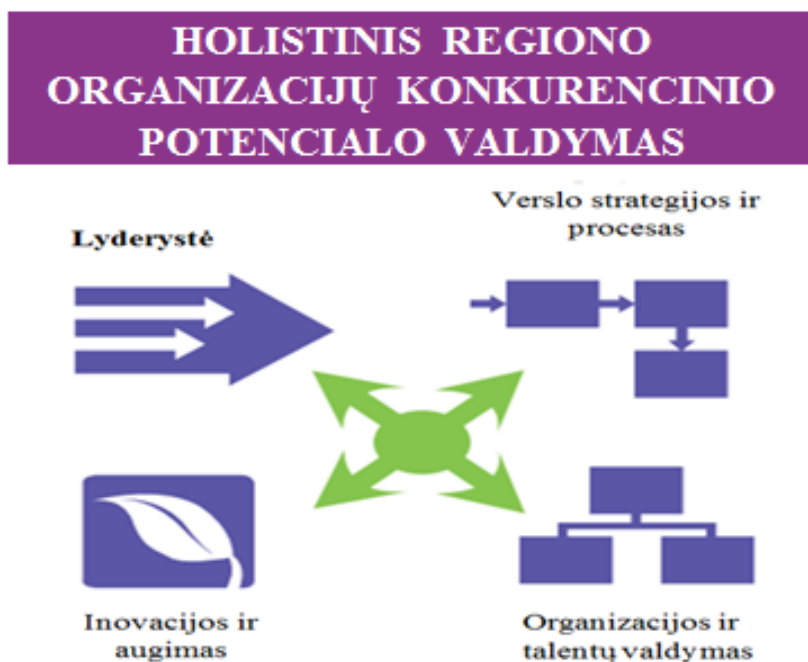 HOLISTINIS REGIONO
ORGANIZACIJŲ KONKURENCINIO
POTENCIALO VALDYMAS
Lyderystė
Verslo strategijos ir
procesas
Inovacijos ir
augimas
Organizacijos ir
talentų valdymas